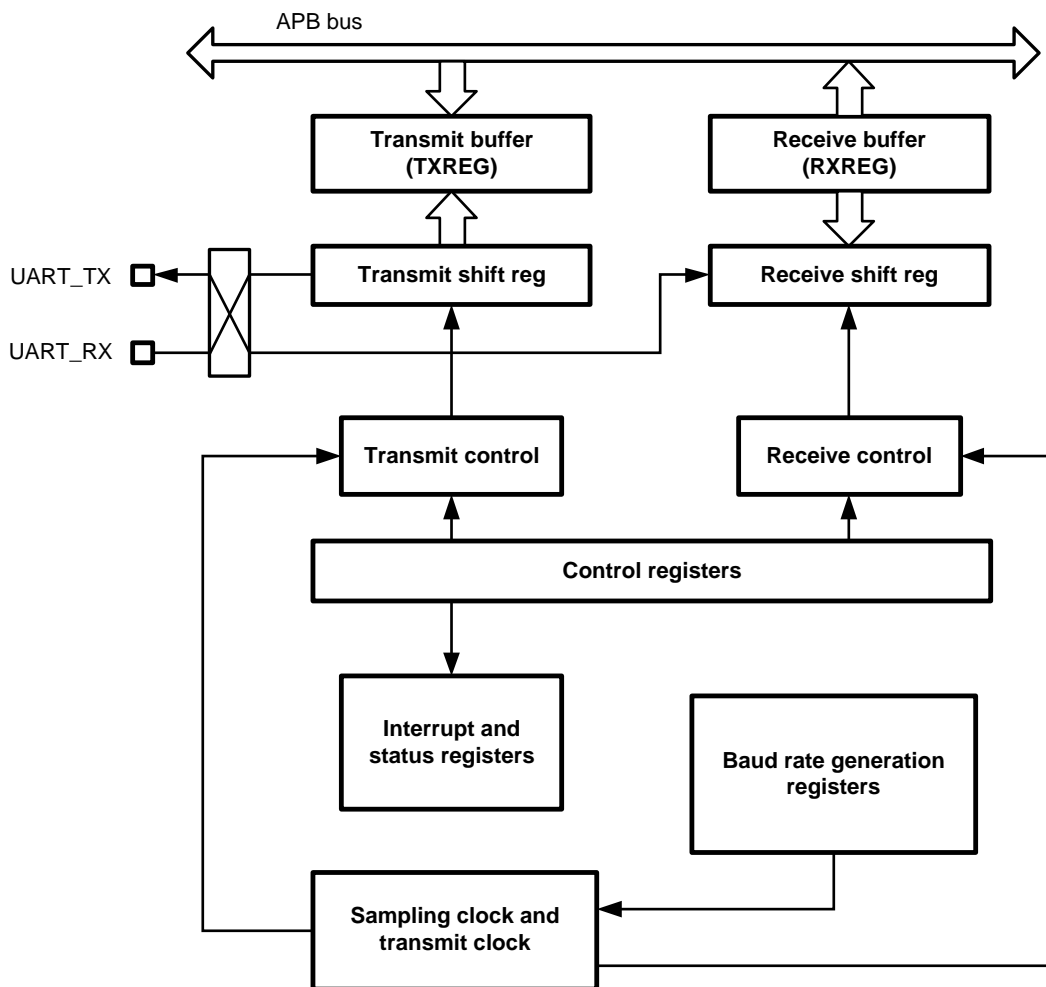 APB bus
Transmit buffer
(TXREG)
Receive buffer
(RXREG)
UART_TX
Transmit shift reg
Receive shift reg
UART_RX
Transmit control
Receive control
Control registers
Interrupt and
status registers
Baud rate generation
registers
Sampling clock and
transmit clock